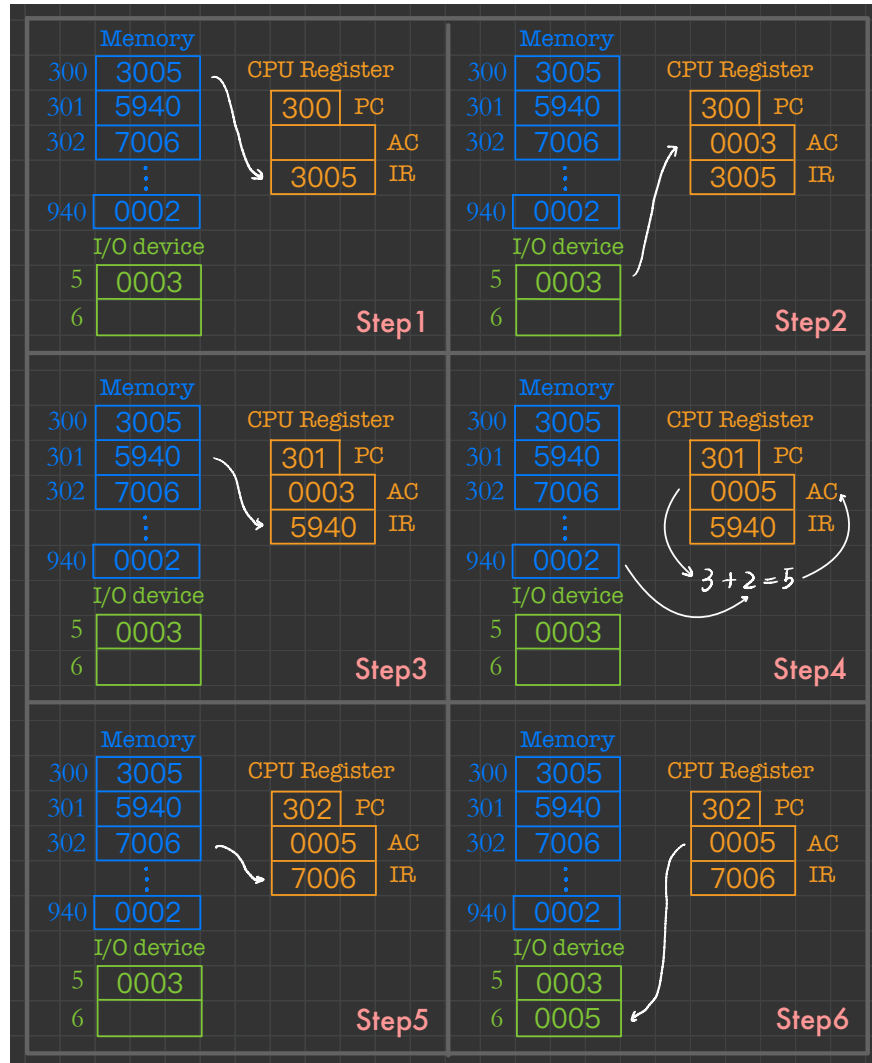 Memory
300 3005 CPU Register
301 5940 300 PC
302 7006 AC
3005 IR
940 0002
I/O device
5 0003
6 Step1
Memory
300 3005 CPU Register
301 5940 300 PC
302 7006 0003 AC
3005 IR
940 0002
I/O device
5 0003
6 Step2
Memory
300 3005 CPU Register
301 5940 301 PC
302 7006 0003 AC
5940 IR
940 0002
I/O device
5 0003
6 Step3
Memory
300 3005 CPU Register
301 5940 301 PC
302 7006 0005 AC
5940 IR
940 0002 3+2=5
I/O device
5 0003
6 Step4
Memory
300 3005 CPU Register
301 5940 302 PC
302 7006 0005 AC
7006 IR
940 0002
I/O device
5 0003
6 Step5
Memory
300 3005 CPU Register
301 5940 302 PC
302 7006 0005 AC
7006 IR
940 0002
I/O device
5 0003
6 0005 Step6